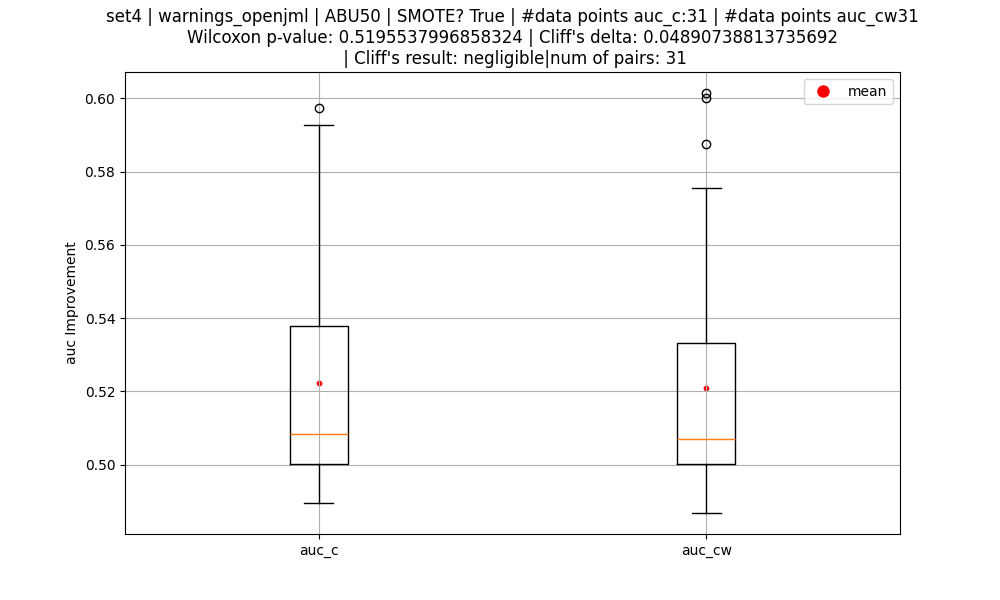 set4 | warnings_openjml | ABU50 | SMOTE? True | #data points auc_c:31 | #data points auc_cw31
Wilcoxon p-value: 0.5195537996858324 | Cliff's delta: 0.04890738813735692
| Cliff's result: negligible|num of pairs: 31
mean
0.60
0.58
0.56
0.54
0.52
0.50
auc Improvement
auc_c
auc_cw